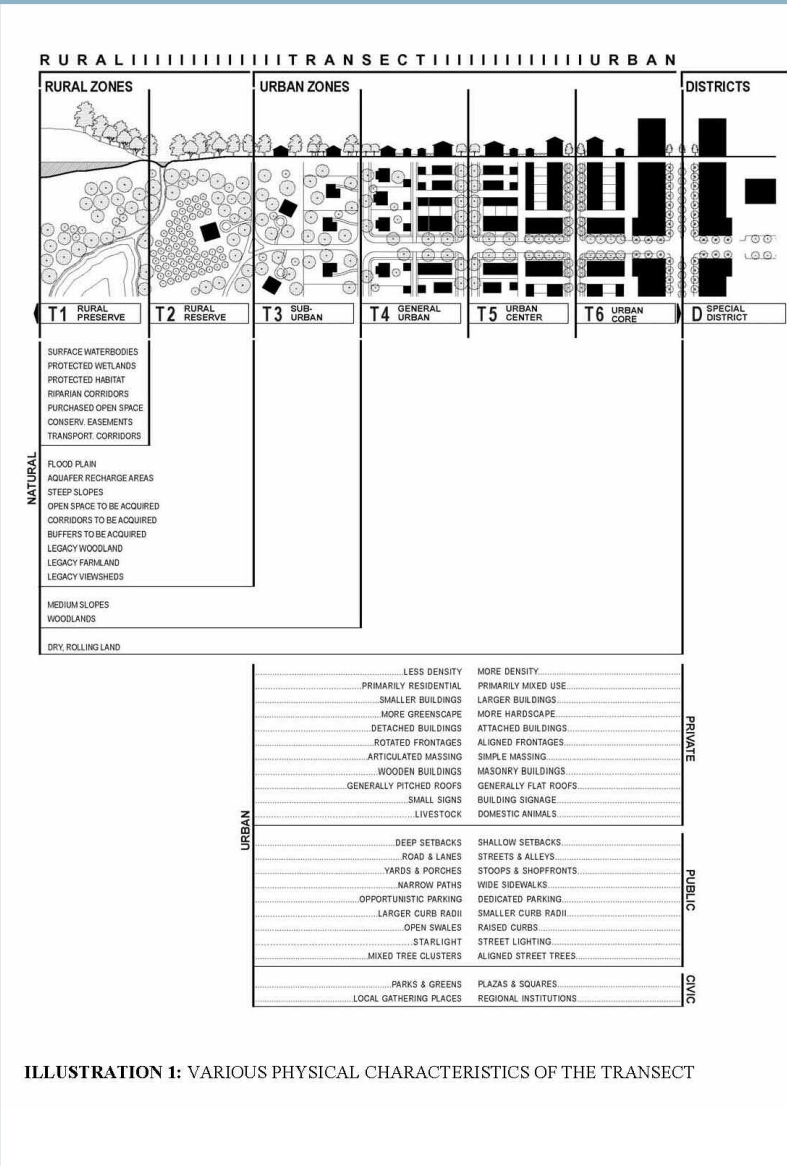 RURAL I I I I I I I I I I I I I TRANSECT I I I I I I I I I I I I I URBAN
RURAL ZONES
URBAN ZONES
DISTRICTS
T1 RURAL PRESERVE
T2 RURAL RESERVE
T3 SUB-URBAN
T4 GENERAL URBAN
T5 URBAN CENTER
T6 URBAN CORE
D SPECIAL DISTRICT
NATURAL
SURFACE WATERBODIES
PROTECTED WETLANDS
PROTECTED HABITAT
RIPARIAN CORRIDORS
PURCHASED OPEN SPACE
CONSERV. EASEMENTS
TRANSPORT. CORRIDORS
FLOOD PLAIN
AQUAFER RECHARGE AREAS
STEEP SLOPES
OPEN SPACE TO BE ACQUIRED
CORRIDORS TO BE ACQUIRED
BUFFERS TO BE ACQUIRED
LEGACY WOODLAND
LEGACY FARMLAND
LEGACY VIEWSHEDS
MEDIUM SLOPES
WOODLANDS
DRY, ROLLING LAND
URBAN
LESS DENSITY MORE DENSITY
PRIMARILY RESIDENTIAL PRIMARILY MIXED USE
SMALLER BUILDINGS LARGER BUILDINGS
MORE GREENSCAPE MORE HARDSCAPE
DETACHED BUILDINGS ATTACHED BUILDINGS
ROTATED FRONTAGES ALIGNED FRONTAGES
ARTICULATED MASSING SIMPLE MASSING
WOODEN BUILDINGS MASONRY BUILDINGS
GENERALLY PITCHED ROOFS GENERALLY FLAT ROOFS
SMALL SIGNS BUILDING SIGNAGE
LIVESTOCK DOMESTIC ANIMALS
PRIVATE
DEEP SETBACKS SHALLOW SETBACKS
ROAD & LANES STREETS & ALLEYS
YARDS & PORCHES STOOPS & SHOPFRONTS
NARROW PATHS WIDE SIDEWALKS
OPPORTUNISTIC PARKING DEDICATED PARKING
LARGER CURB RADII SMALLER CURB RADII
OPEN SWALES RAISED CURBS
STARLIGHT STREET LIGHTING
MIXED TREE CLUSTERS ALIGNED STREET TREES
PUBLIC
PARKS & GREENS PLAZAS & SQUARES
LOCAL GATHERING PLACES REGIONAL INSTITUTIONS
CIVIC
ILLUSTRATION 1: VARIOUS PHYSICAL CHARACTERISTICS OF THE TRANSECT